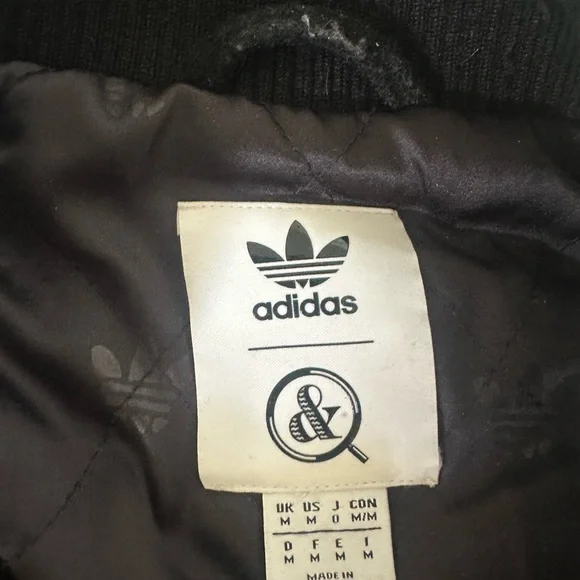 adidas
&
UK US J CON
M M O M/M
D F E I
M M M M
MADE IN